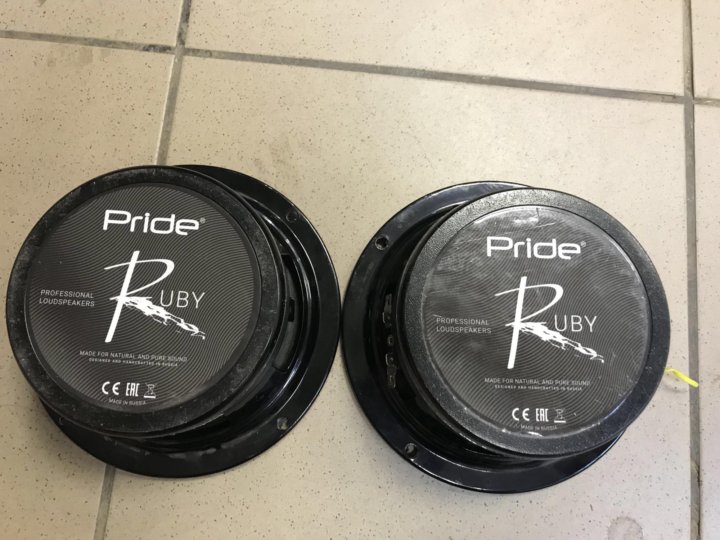 Pride®
RUBY
PROFESSIONAL
LOUDSPEAKERS
MADE FOR NATURAL AND PURE SOUND
DESIGNED AND HANDCRAFTED IN RUSSIA
CE EAC
MADE IN RUSSIA
Pride®
RUBY
PROFESSIONAL
LOUDSPEAKERS
MADE FOR NATURAL AND PURE SOUND
DESIGNED AND HANDCRAFTED IN RUSSIA
CE EAC
MADE IN RUSSIA